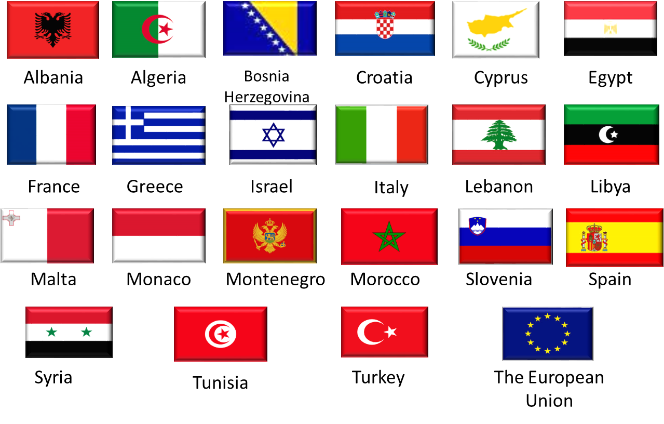 Albania
Algeria
Bosnia
Herzegovina
Croatia
Cyprus
Egypt
France
Greece
Israel
Italy
Lebanon
Libya
Malta
Monaco
Montenegro
Morocco
Slovenia
Spain
Syria
Tunisia
Turkey
The European
Union